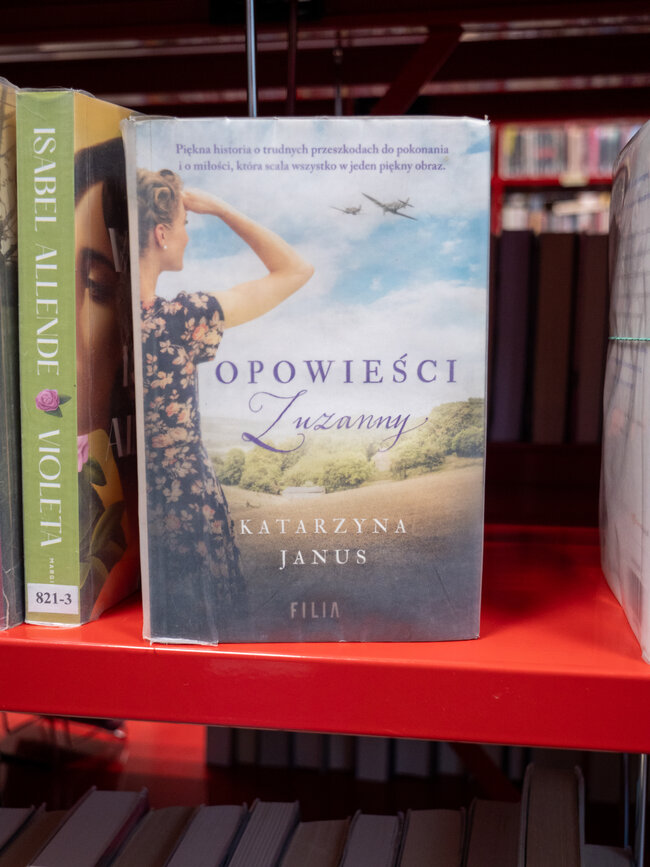 ISABEL ALLENDE VIOLETA
821-3
Piękna historia o trudnych przeszkodach do pokonania
i o miłości, która scala wszystko w jeden piękny obraz.
OPOWIEŚCI
Zuzanny
KATARZYNA
JANUS
FILIA